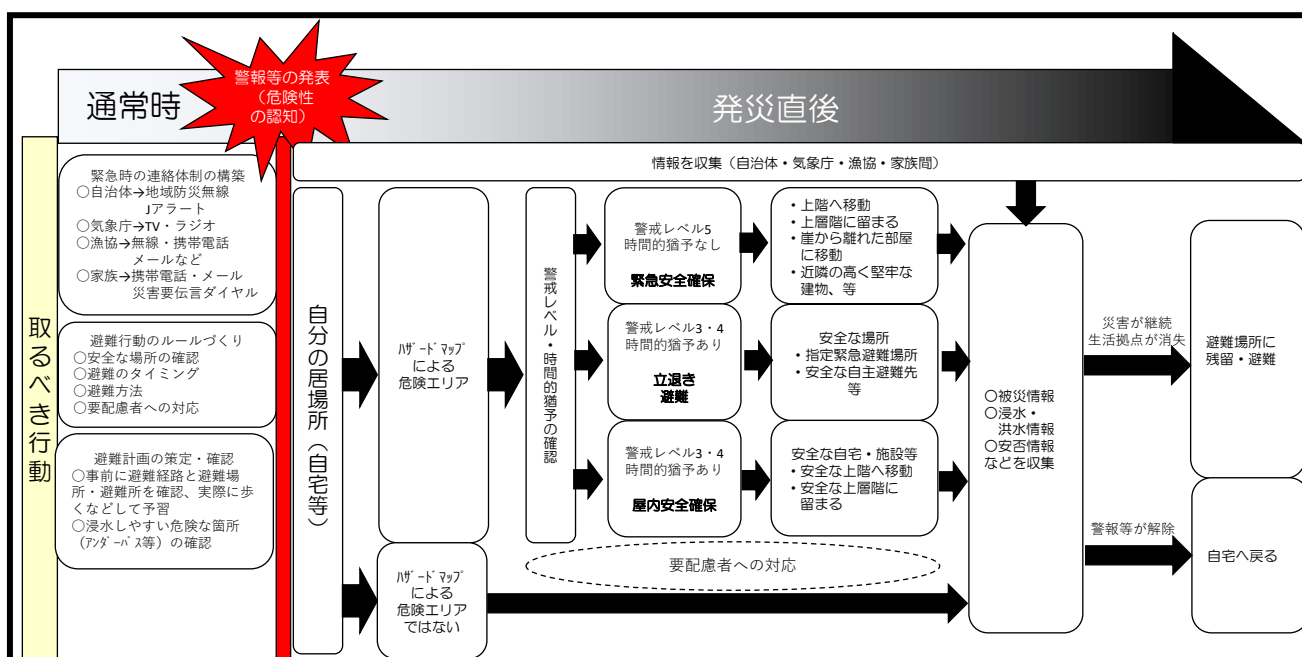 通常時
警報等の発表
（危険性
の認知）
発災直後
取るべき行動
緊急時の連絡体制の構築
○自治体→地域防災無線
Jアラート
○気象庁→TV・ラジオ
○漁協→無線・携帯電話
メールなど
○家族→携帯電話・メール
災害要伝言ダイヤル
避難行動のルールづくり
○安全な場所の確認
○避難のタイミング
○避難方法
○要配慮者への対応
避難計画の策定・確認
○事前に避難経路と避難場
所・避難所を確認、実際に歩
くなどして予習
○浸水しやすい危険な箇所
（ｱﾝﾀﾞｰﾊﾟｽ等）の確認
情報を収集（自治体・気象庁・漁協・家族間）
自分の居場所（自宅等）
ﾊｻﾞｰﾄﾞﾏｯﾌﾟ
による
危険エリア
ﾊｻﾞｰﾄﾞﾏｯﾌﾟ
による
危険エリア
ではない
警戒レベル・時間的猶予の確認
警戒レベル5
時間的猶予なし
緊急安全確保
・上階へ移動
・上層階に留まる
・崖から離れた部屋
に移動
・近隣の高く堅牢な
建物、等
警戒レベル3・4
時間的猶予あり
立退き
避難
安全な場所
・指定緊急避難場所
・安全な自主避難先
等
警戒レベル3・4
時間的猶予あり
屋内安全確保
安全な自宅・施設等
・安全な上階へ移動
・安全な上層階に
留まる
要配慮者への対応
○被災情報
○浸水・
洪水情報
○安否情報
などを収集
災害が継続
生活拠点が消失
避難場所に
残留・避難
警報等が解除
自宅へ戻る